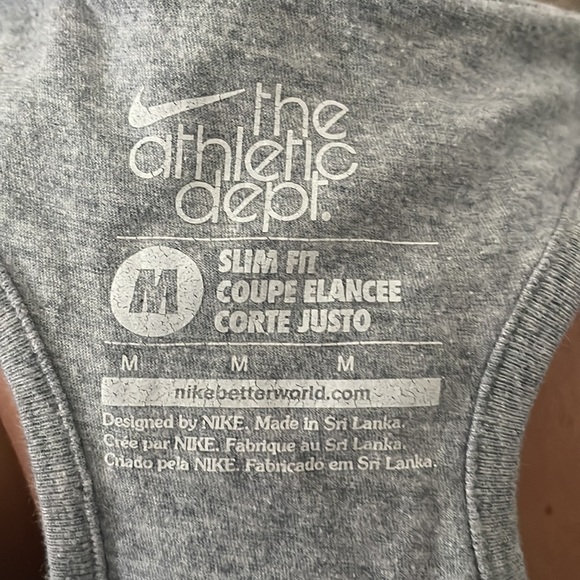 the
athletic
dept.
M
SLIM FIT
COUPE ELANCEE
CORTE JUSTO
M M M
nikebetterworld.com
Designed by NIKE. Made in Sri Lanka.
Crée par NIKE. Fabrique au Sri Lanka.
Criado pela NIKE. Fabricado em Sri Lanka.